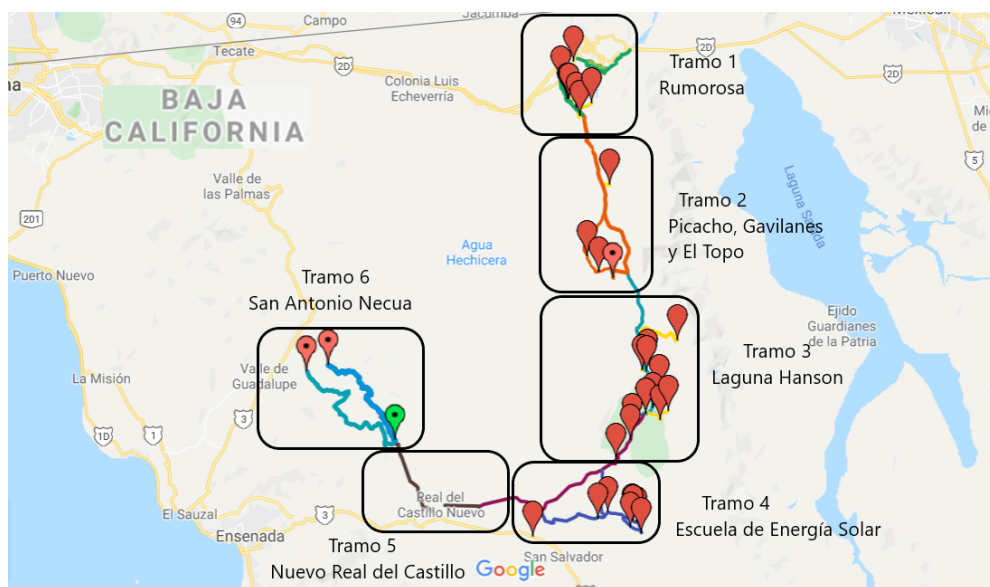 Jacumba
94
Campo
Mexicali
2D
Tecate
2D
Tramo 1
Rumorosa
Colonia Luis
Echeverría
2D
na
BAJA
CALIFORNIA
5
Valle de
las Palmas
Laguna Salada
201
Tramo 2
Picacho, Gavilanes
y El Topo
Agua
Hechicera
Puerto Nuevo
Tramo 6
San Antonio Necua
Ejido
Guardianes
de la Patria
Tramo 3
Laguna Hanson
La Misión
Valle de
Guadalupe
3
1D
1
Real del
Castillo Nuevo
El Sauzal
3
Tramo 4
Escuela de Energía Solar
Ensenada
Tramo 5
San Salvador
Nuevo Real del Castillo
Google